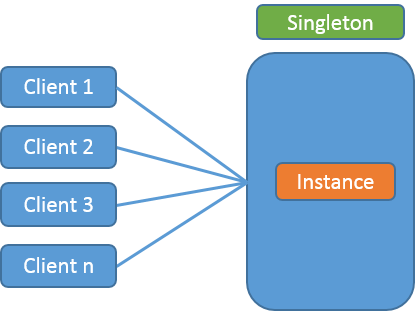 Singleton
Client 1
Client 2
Client 3
Client n
Instance